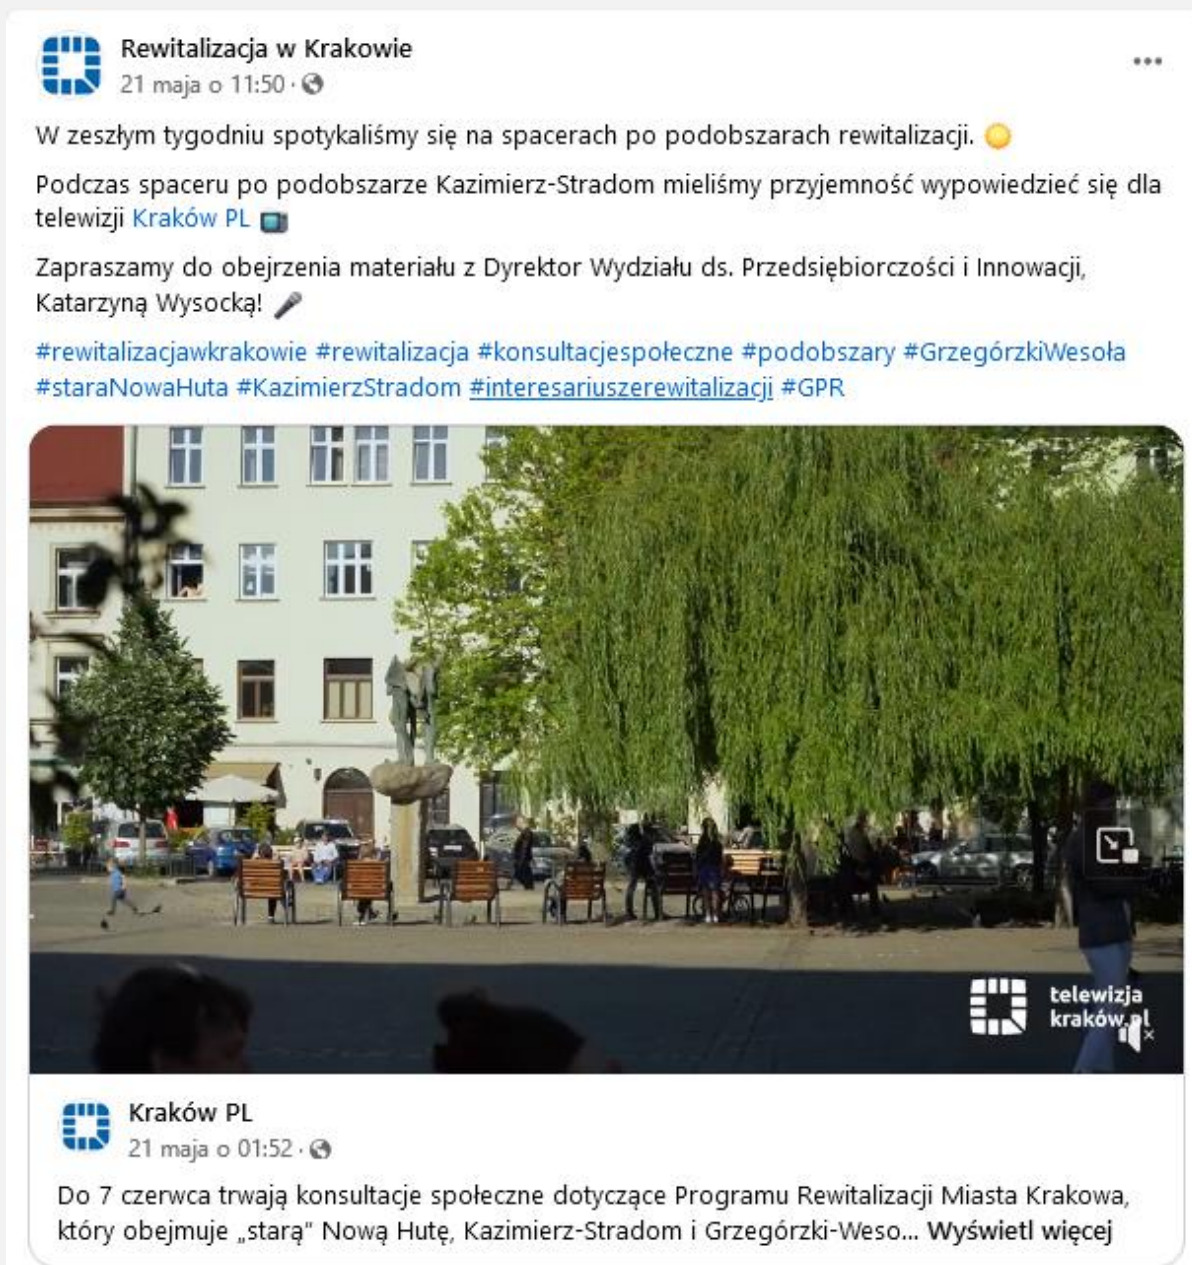 Rewitalizacja w Krakowie
21 maja o 11:50 ·
W zeszłym tygodniu spotykaliśmy się na spacerach po podobszarach rewitalizacji.
Podczas spaceru po podobszarze Kazimierz-Stradom mieliśmy przyjemność wypowiedzieć się dla
telewizji Kraków PL
Zapraszamy do obejrzenia materiału z Dyrektor Wydziału ds. Przedsiębiorczości i Innowacji,
Katarzyną Wysocką!
#rewitalizacjawkrakowie #rewitalizacja #konsultacjespołeczne #podobszary #GrzegórzkiWesoła
#staraNowaHuta #KazimierzStradom #interesariuszerewitalizacji #GPR
telewizja
kraków.pl
Kraków PL
21 maja o 01:52 ·
Do 7 czerwca trwają konsultacje społeczne dotyczące Programu Rewitalizacji Miasta Krakowa,
który obejmuje „starą” Nową Hutę, Kazimierz-Stradom i Grzegórzki-Weso... Wyświetl więcej